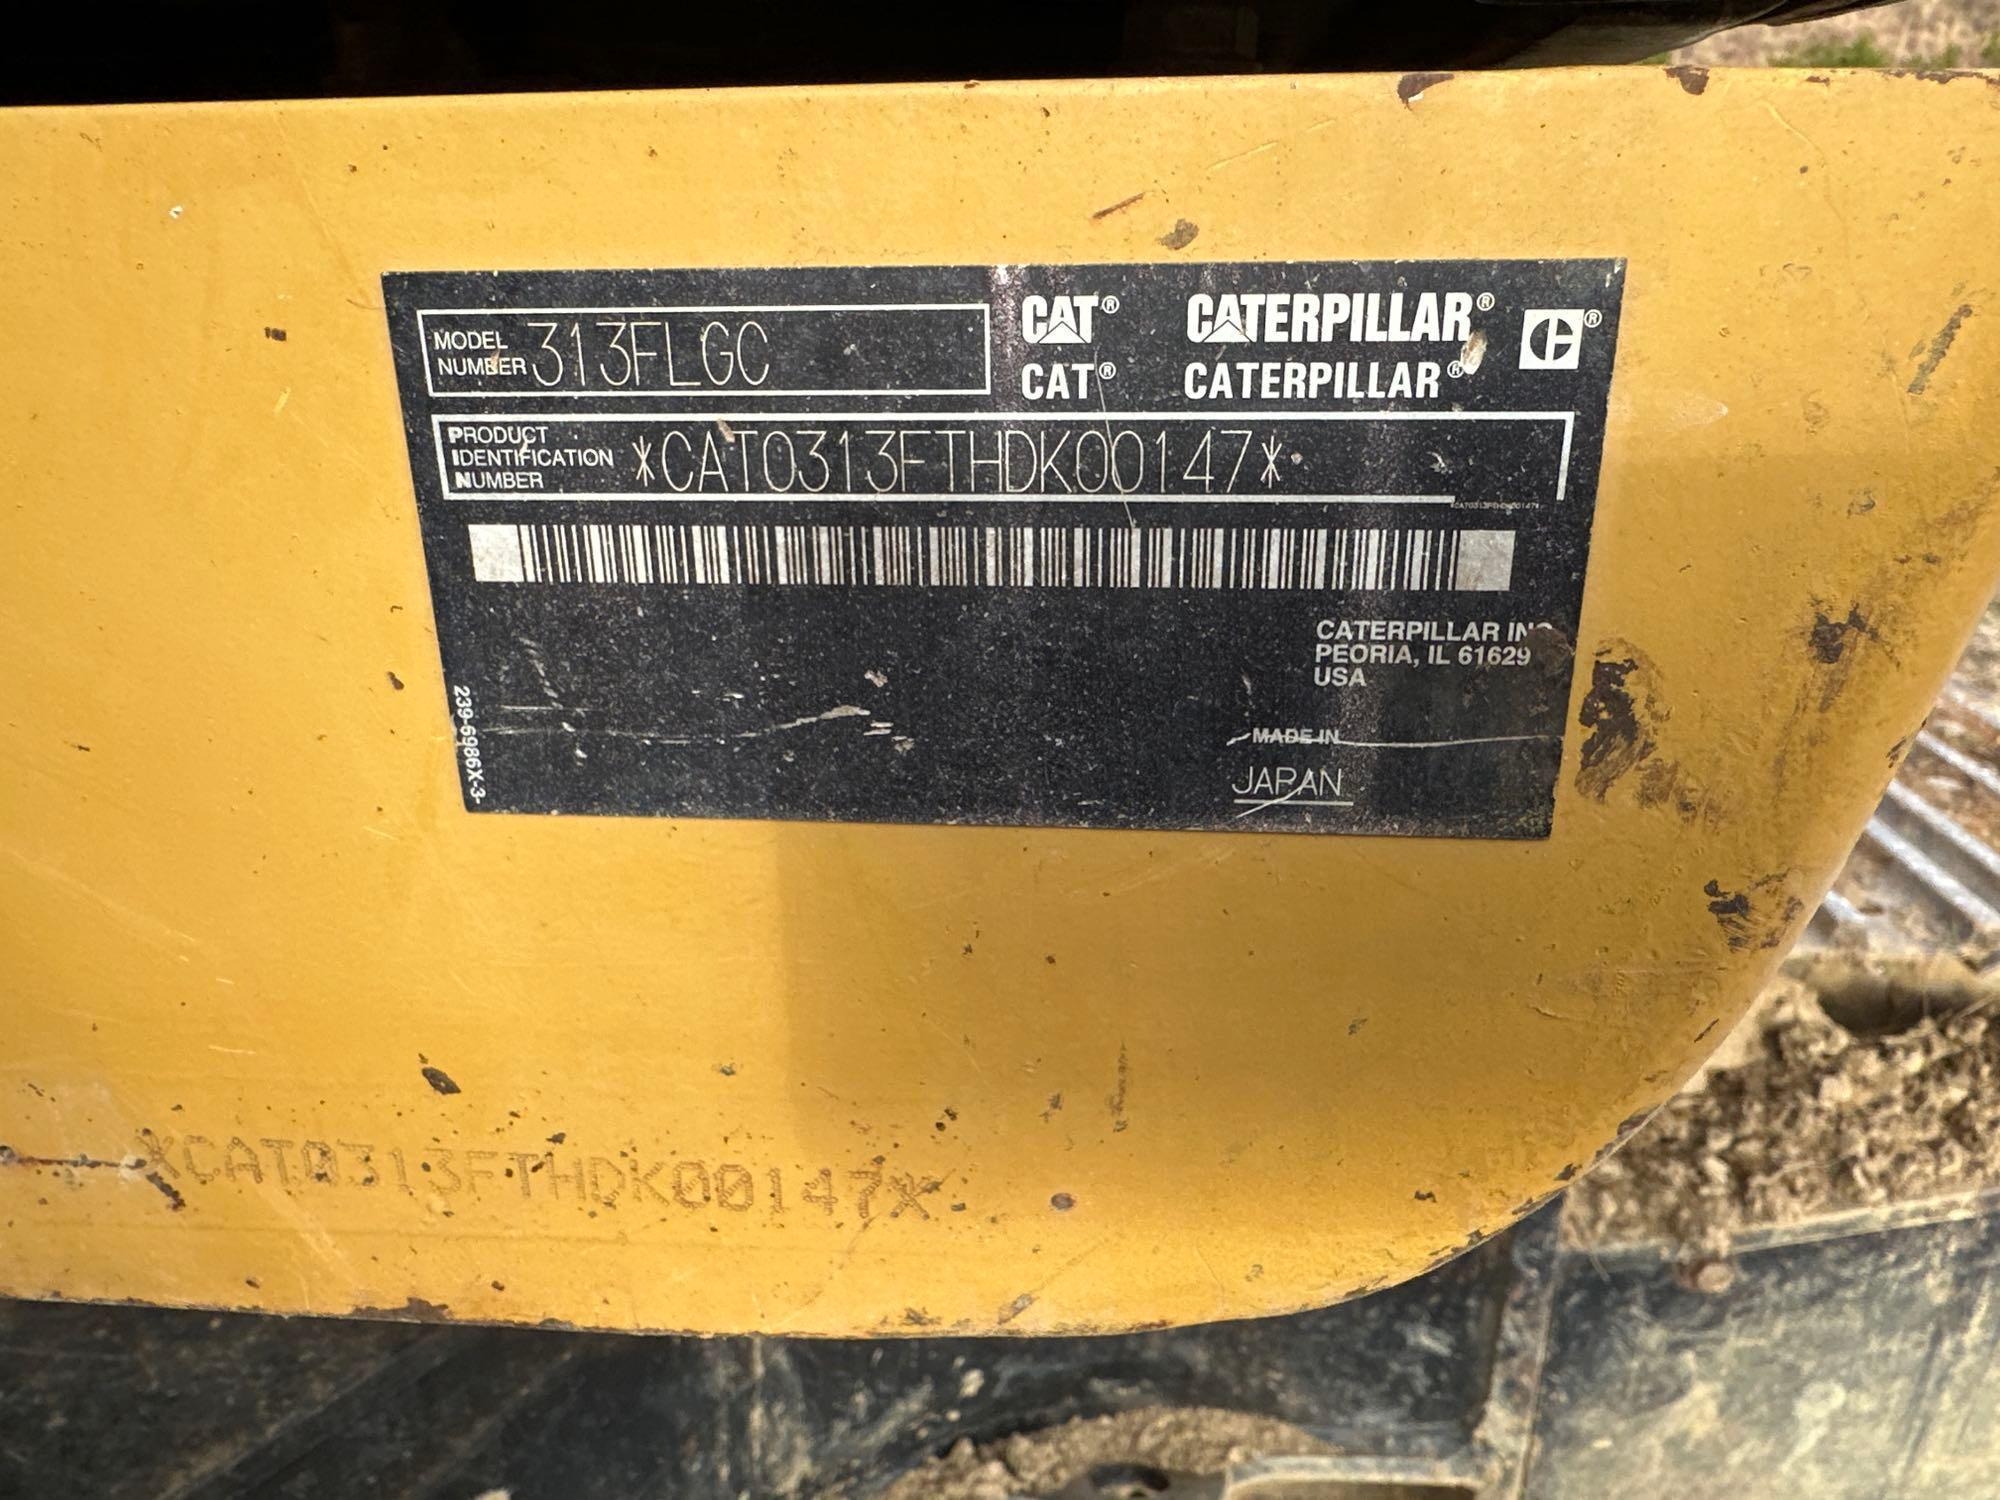 MODEL
NUMBER 313FLGC
CAT® CATERPILLAR®
CAT® CATERPILLAR®
C®
PRODUCT
IDENTIFICATION
NUMBER *CAT0313FTHDK00147*
*CAT0313FTHDK00147*
CATERPILLAR INC
PEORIA, IL 61629
USA
MADE IN
JAPAN
239-6986X-3-
*CAT0313FTHDK00147*